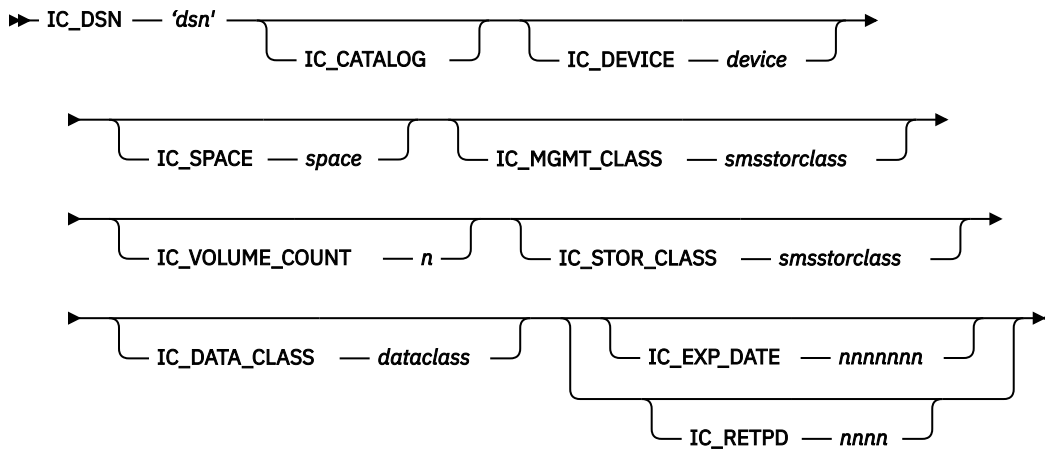 IC_DSN ‘dsn'
IC_CATALOG IC_DEVICE device
IC_SPACE space IC_MGMT_CLASS smsstorclass
IC_VOLUME_COUNT n IC_STOR_CLASS smsstorclass
IC_DATA_CLASS dataclass IC_EXP_DATE nnnnnnn
IC_RETPD nnnn